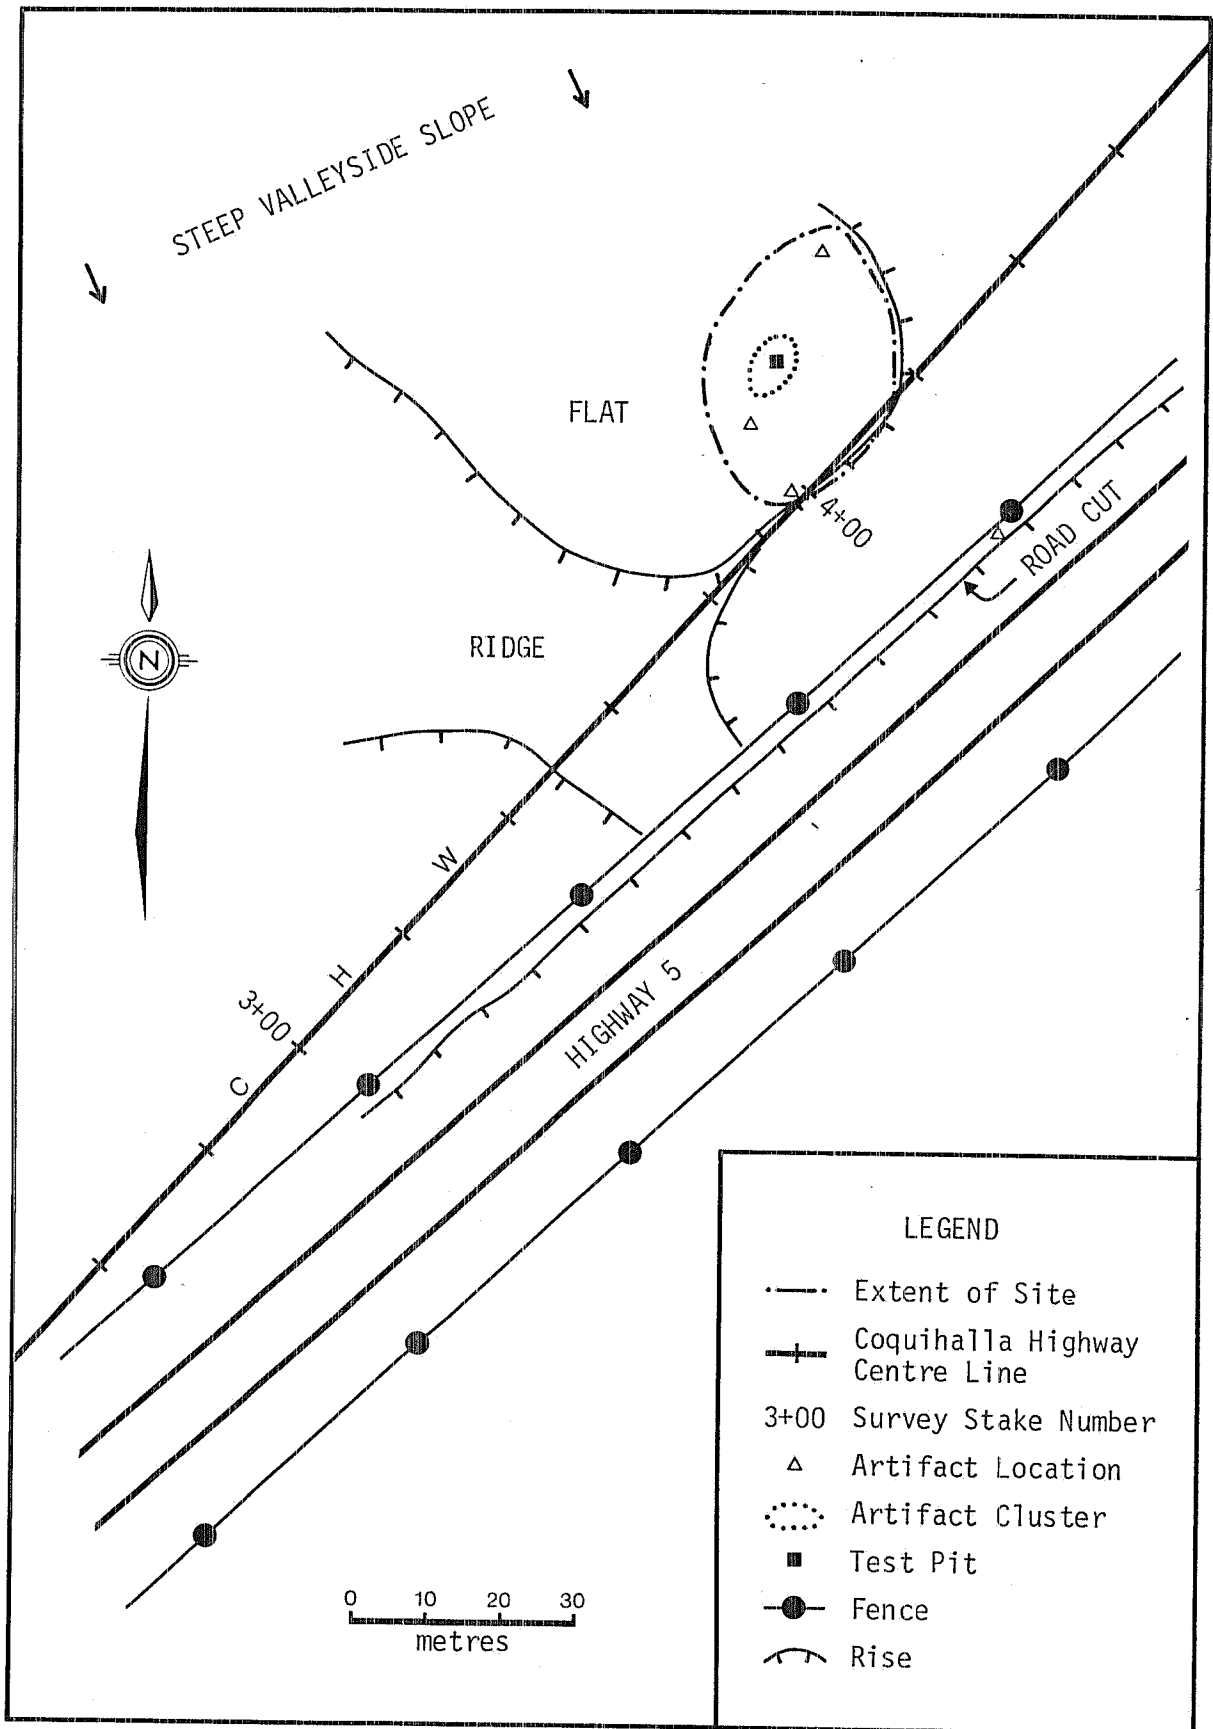 STEEP VALLEYSIDE SLOPE
FLAT
4+00
ROAD CUT
N
RIDGE
C H W
3+00
HIGHWAY 5
LEGEND
Extent of Site
Coquihalla Highway
Centre Line
3+00 Survey Stake Number
Artifact Location
Artifact Cluster
Test Pit
Fence
Rise
0 10 20 30
metres